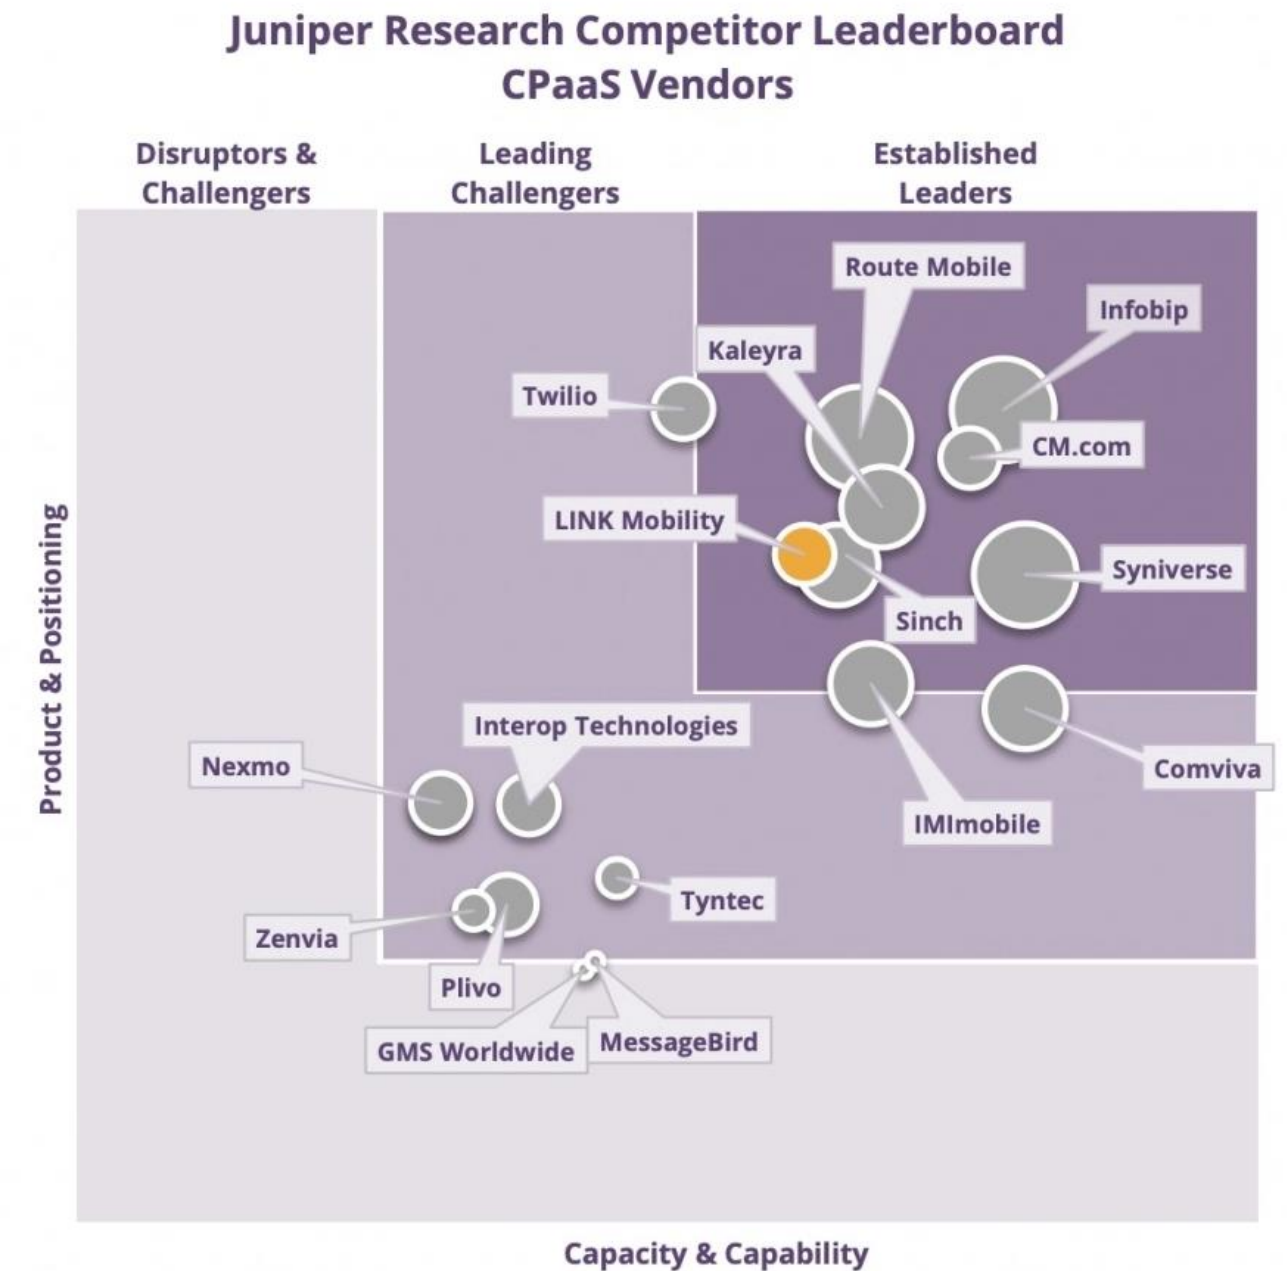 Juniper Research Competitor Leaderboard
CPaaS Vendors
Disruptors &
Challengers
Leading
Challengers
Established
Leaders
Route Mobile
Infobip
Kaleyra
Twilio
CM.com
LINK Mobility
Syniverse
Sinch
Product & Positioning
Interop Technologies
Nexmo
Comviva
IMImobile
Tyntec
Zenvia
Plivo
GMS Worldwide
MessageBird
Capacity & Capability